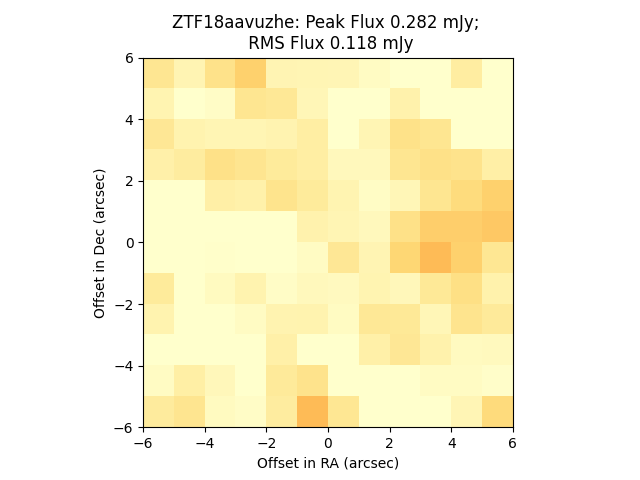 ZTF18aavuzhe: Peak Flux 0.282 mJy;
RMS Flux 0.118 mJy
6
4
2
0
−2
−4
−6
Offset in Dec (arcsec)
−6 −4 −2 0 2 4 6
Offset in RA (arcsec)